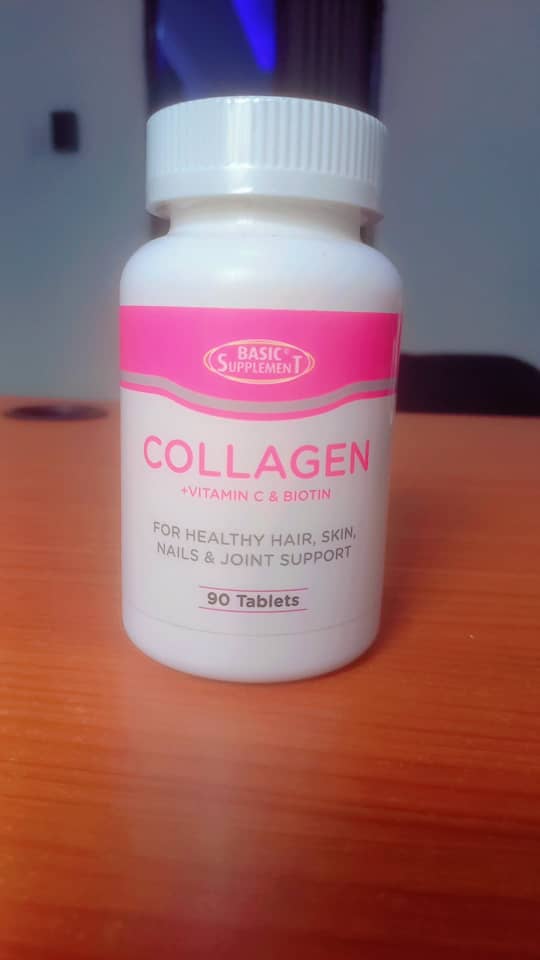 BASIC©
SUPPLEMENT
COLLAGEN
+VITAMIN C & BIOTIN
FOR HEALTHY HAIR, SKIN,
NAILS & JOINT SUPPORT
90 Tablets